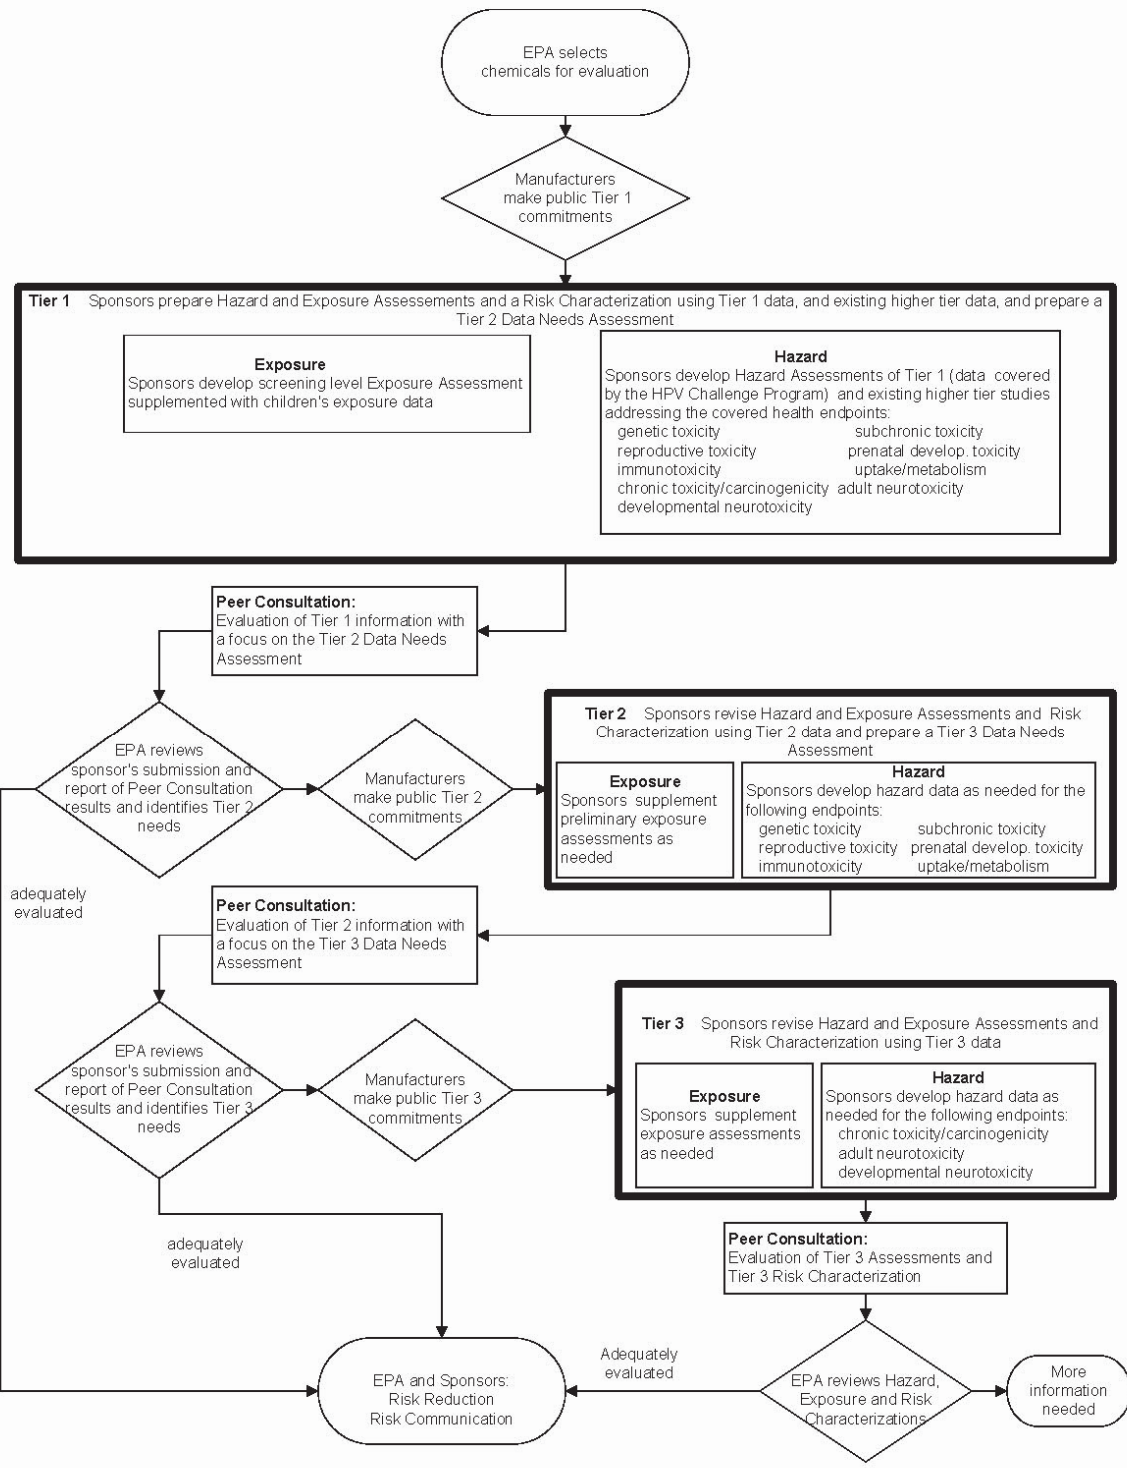 EPA selects
chemicals for evaluation
Manufacturers
make public Tier 1
commitments
Tier 1 Sponsors prepare Hazard and Exposure Assessements and a Risk Characterization using Tier 1 data, and existing higher tier data, and prepare a
Tier 2 Data Needs Assessment
Exposure
Sponsors develop screening level Exposure Assessment
supplemented with children's exposure data
Hazard
Sponsors develop Hazard Assessments of Tier 1 (data covered
by the HPV Challenge Program) and existing higher tier studies
addressing the covered health endpoints:
genetic toxicity subchronic toxicity
reproductive toxicity prenatal develop. toxicity
immunotoxicity uptake/metabolism
chronic toxicity/carcinogenicity adult neurotoxicity
developmental neurotoxicity
Peer Consultation:
Evaluation of Tier 1 information with
a focus on the Tier 2 Data Needs
Assessment
EPA reviews
sponsor's submission and
report of Peer Consultation
results and identifies Tier 2
needs
Manufacturers
make public Tier 2
commitments
Tier 2 Sponsors revise Hazard and Exposure Assessments and Risk
Characterization using Tier 2 data and prepare a Tier 3 Data Needs
Assessment
Exposure
Sponsors supplement
preliminary exposure
assessments as
needed
Hazard
Sponsors develop hazard data as needed for the
following endpoints:
genetic toxicity subchronic toxicity
reproductive toxicity prenatal develop. toxicity
immunotoxicity uptake/metabolism
adequately
evaluated
Peer Consultation:
Evaluation of Tier 2 information with
a focus on the Tier 3 Data Needs
Assessment
EPA reviews
sponsor's submission and
report of Peer Consultation
results and identifies Tier 3
needs
Manufacturers
make public Tier 3
commitments
Tier 3 Sponsors revise Hazard and Exposure Assessments and
Risk Characterization using Tier 3 data
Exposure
Sponsors supplement
exposure assessments
as needed
Hazard
Sponsors develop hazard data as
needed for the following endpoints:
chronic toxicity/carcinogenicity
adult neurotoxicity
developmental neurotoxicity
adequately
evaluated
Peer Consultation:
Evaluation of Tier 3 Assessments and
Tier 3 Risk Characterization
EPA and Sponsors:
Risk Reduction
Risk Communication
Adequately
evaluated
EPA reviews Hazard,
Exposure and Risk
Characterizations
More
information
needed